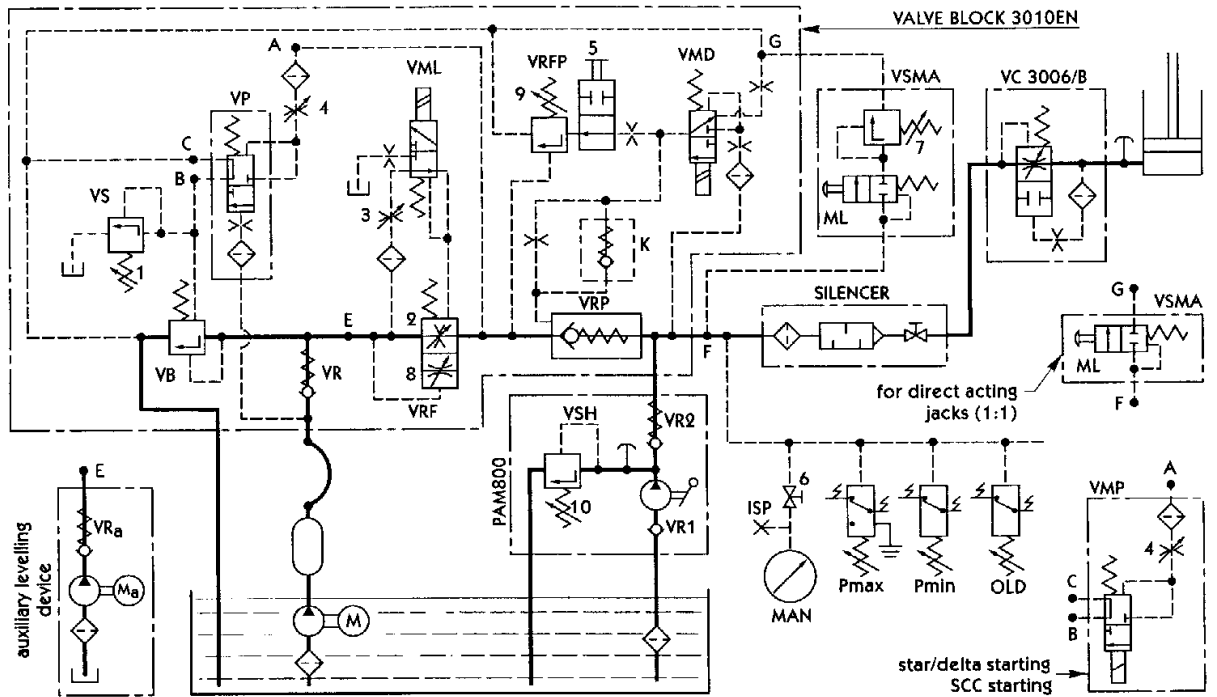 VALVE BLOCK 3010EN
A
VML
VRFP
5
VMD
G
VSMA
VC 3006/B
VP
4
9
C
B
7
VS
3
ML
K
1
SILENCER
G
VSMA
VRP
E
2
F
ML
VB
VR
8
VRF
for direct acting
jacks (1:1)
F
VSH
VR2
PAM800
10
VR1
E
6
ISP
A
VMP
VRa
4
auxiliary levelling
device
Ma
Pmax
Pmin
OLD
C
MAN
B
M
star/delta starting
SCC starting